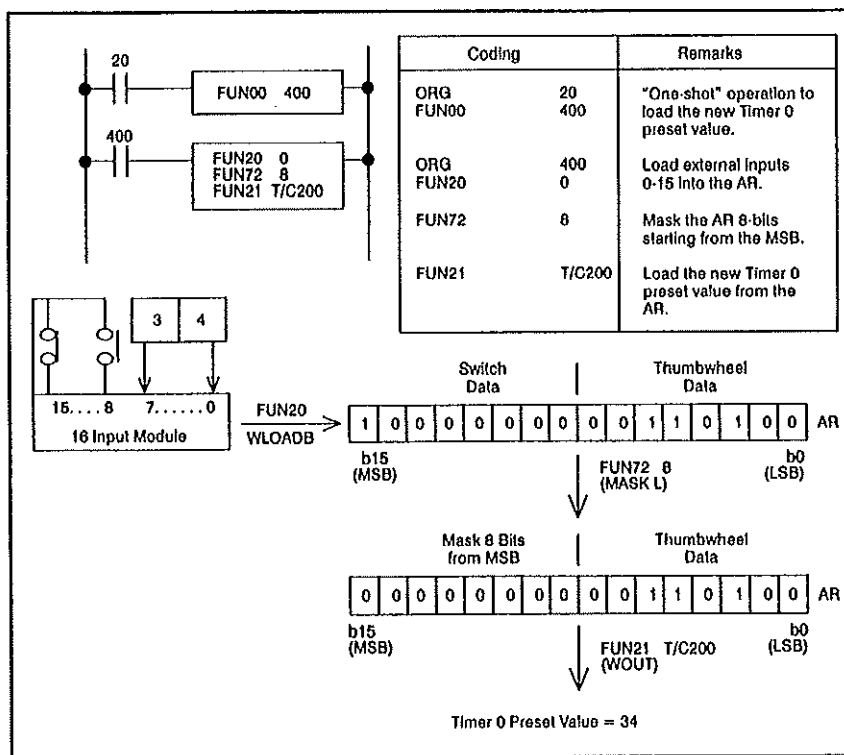 20
FUN00 400
400
FUN20 0
FUN72 8
FUN21 T/C200
Coding Remarks
ORG 20 "One-shot" operation to
FUN00 400 load the new Timer 0
preset value.
ORG 400 Load external inputs
FUN20 0 0-15 into the AR.
FUN72 8 Mask the AR 8-bits
starting from the MSB.
FUN21 T/C200 Load the new Timer 0
preset value from the
AR.
3 4
15....8 7......0
16 Input Module
FUN20
WLOADB
Switch Data
Thumbwheel Data
1 0 0 0 0 0 0 0 0 0 1 1 0 1 0 0 AR
b15 (MSB)
b0 (LSB)
FUN72 8
(MASK L)
Mask 8 Bits
from MSB
Thumbwheel
Data
0 0 0 0 0 0 0 0 0 0 1 1 0 1 0 0 AR
b15
(MSB)
b0
(LSB)
FUN21 T/C200
(WOUT)
Timer 0 Preset Value = 34